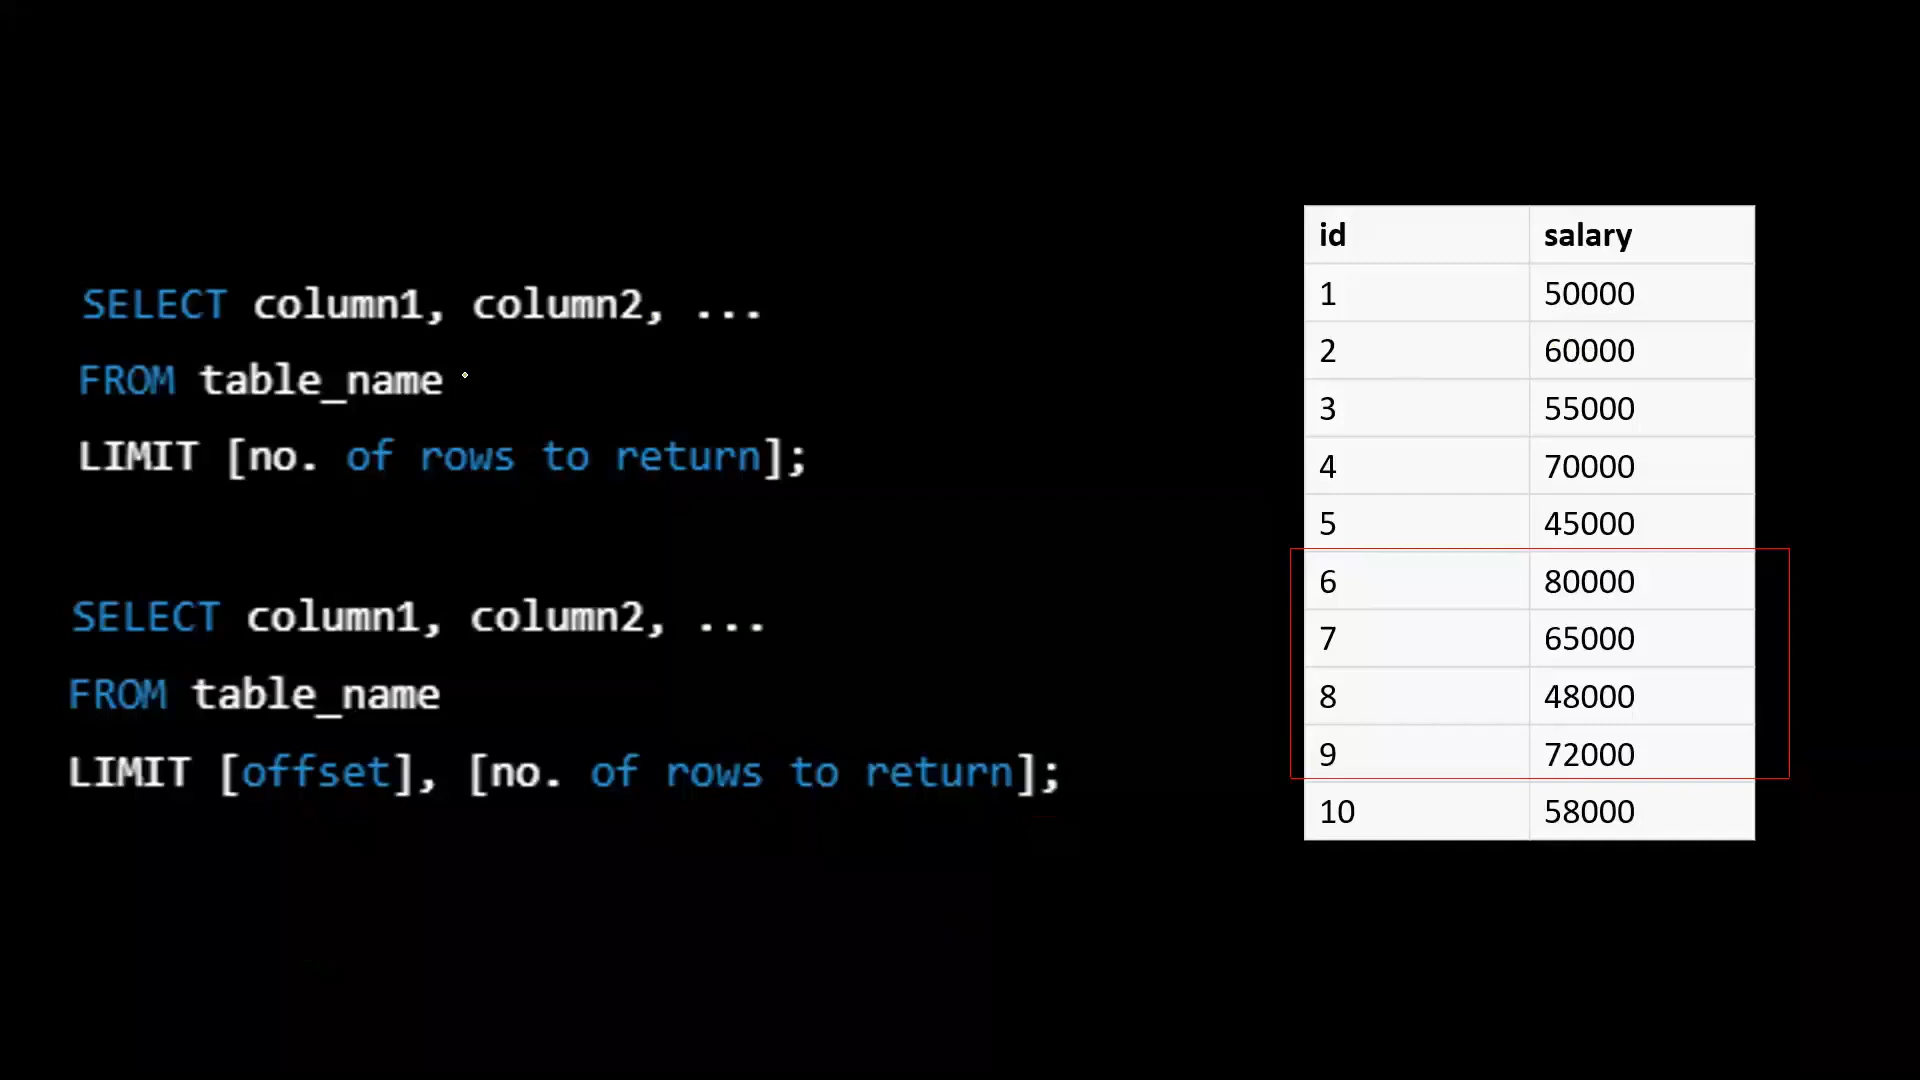 SELECT column1, column2, ...
FROM table_name
LIMIT [no. of rows to return];
SELECT column1, column2, ...
FROM table_name
LIMIT [offset], [no. of rows to return];
id salary
1 50000
2 60000
3 55000
4 70000
5 45000
6 80000
7 65000
8 48000
9 72000
10 58000